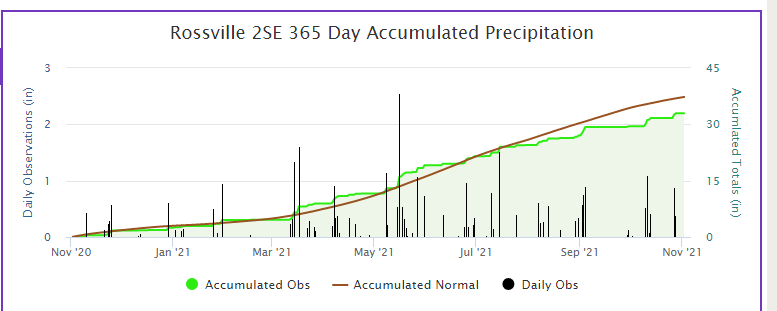 Rossville 2SE 365 Day Accumulated Precipitation
3
45
2
30
1
15
0
0
Daily Observations (in)
Accumlated Totals (in)
Nov '20
Jan '21
Mar '21
May '21
Jul '21
Sep '21
Nov '21
Accumulated Obs
Accumulated Normal
Daily Obs